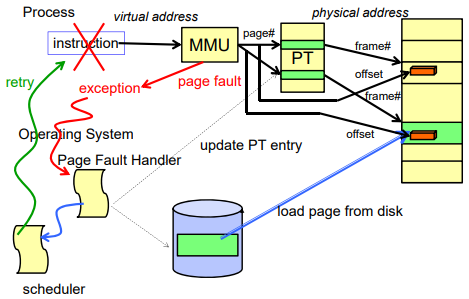 Process
virtual address
physical address
instruction
MMU
page#
PT
frame#
offset
retry
exception
page fault
frame#
offset
Operating System
Page Fault Handler
update PT entry
load page from disk
scheduler